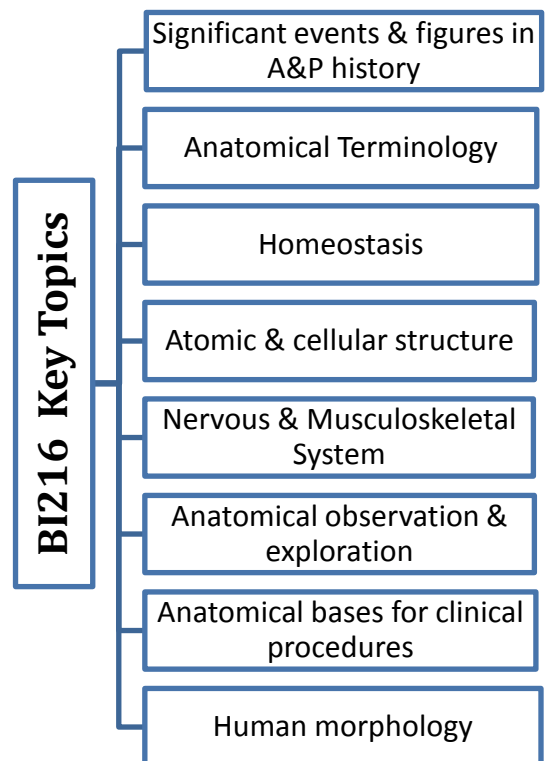 BI216 Key Topics
Significant events & figures in
A&P history
Anatomical Terminology
Homeostasis
Atomic & cellular structure
Nervous & Musculoskeletal
System
Anatomical observation &
exploration
Anatomical bases for clinical
procedures
Human morphology